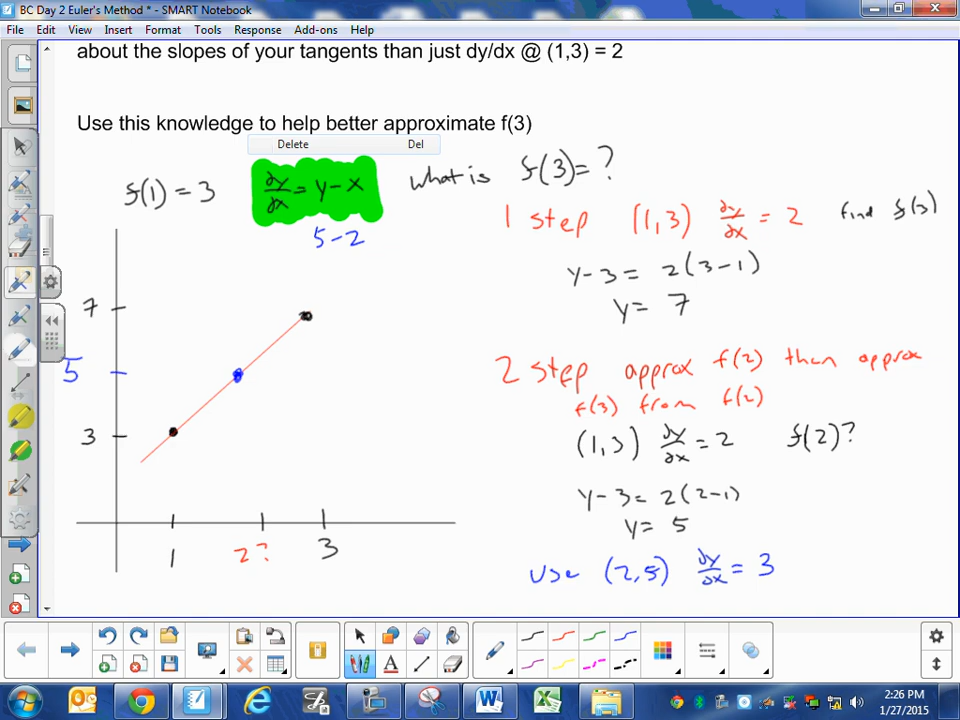 BC Day 2 Euler's Method * - SMART Notebook
File Edit View Insert Format Tools Response Add-ons Help
about the slopes of your tangents than just dy/dx @ (1,3) = 2
Use this knowledge to help better approximate f(3)
Delete Del
f(1) = 3 dy/dx = y - x what is f(3) = ?
5 - 2
1 step (1,3) dy/dx = 2 find f(3)
y - 3 = 2(3 - 1)
y = 7
7
5
3
1 2? 3
2 step approx f(2) then approx
f(3) from f(2)
(1,3) dy/dx = 2 f(2)?
y - 3 = 2(2 - 1)
y = 5
use (2,5) dy/dx = 3
2:26 PM
1/27/2015